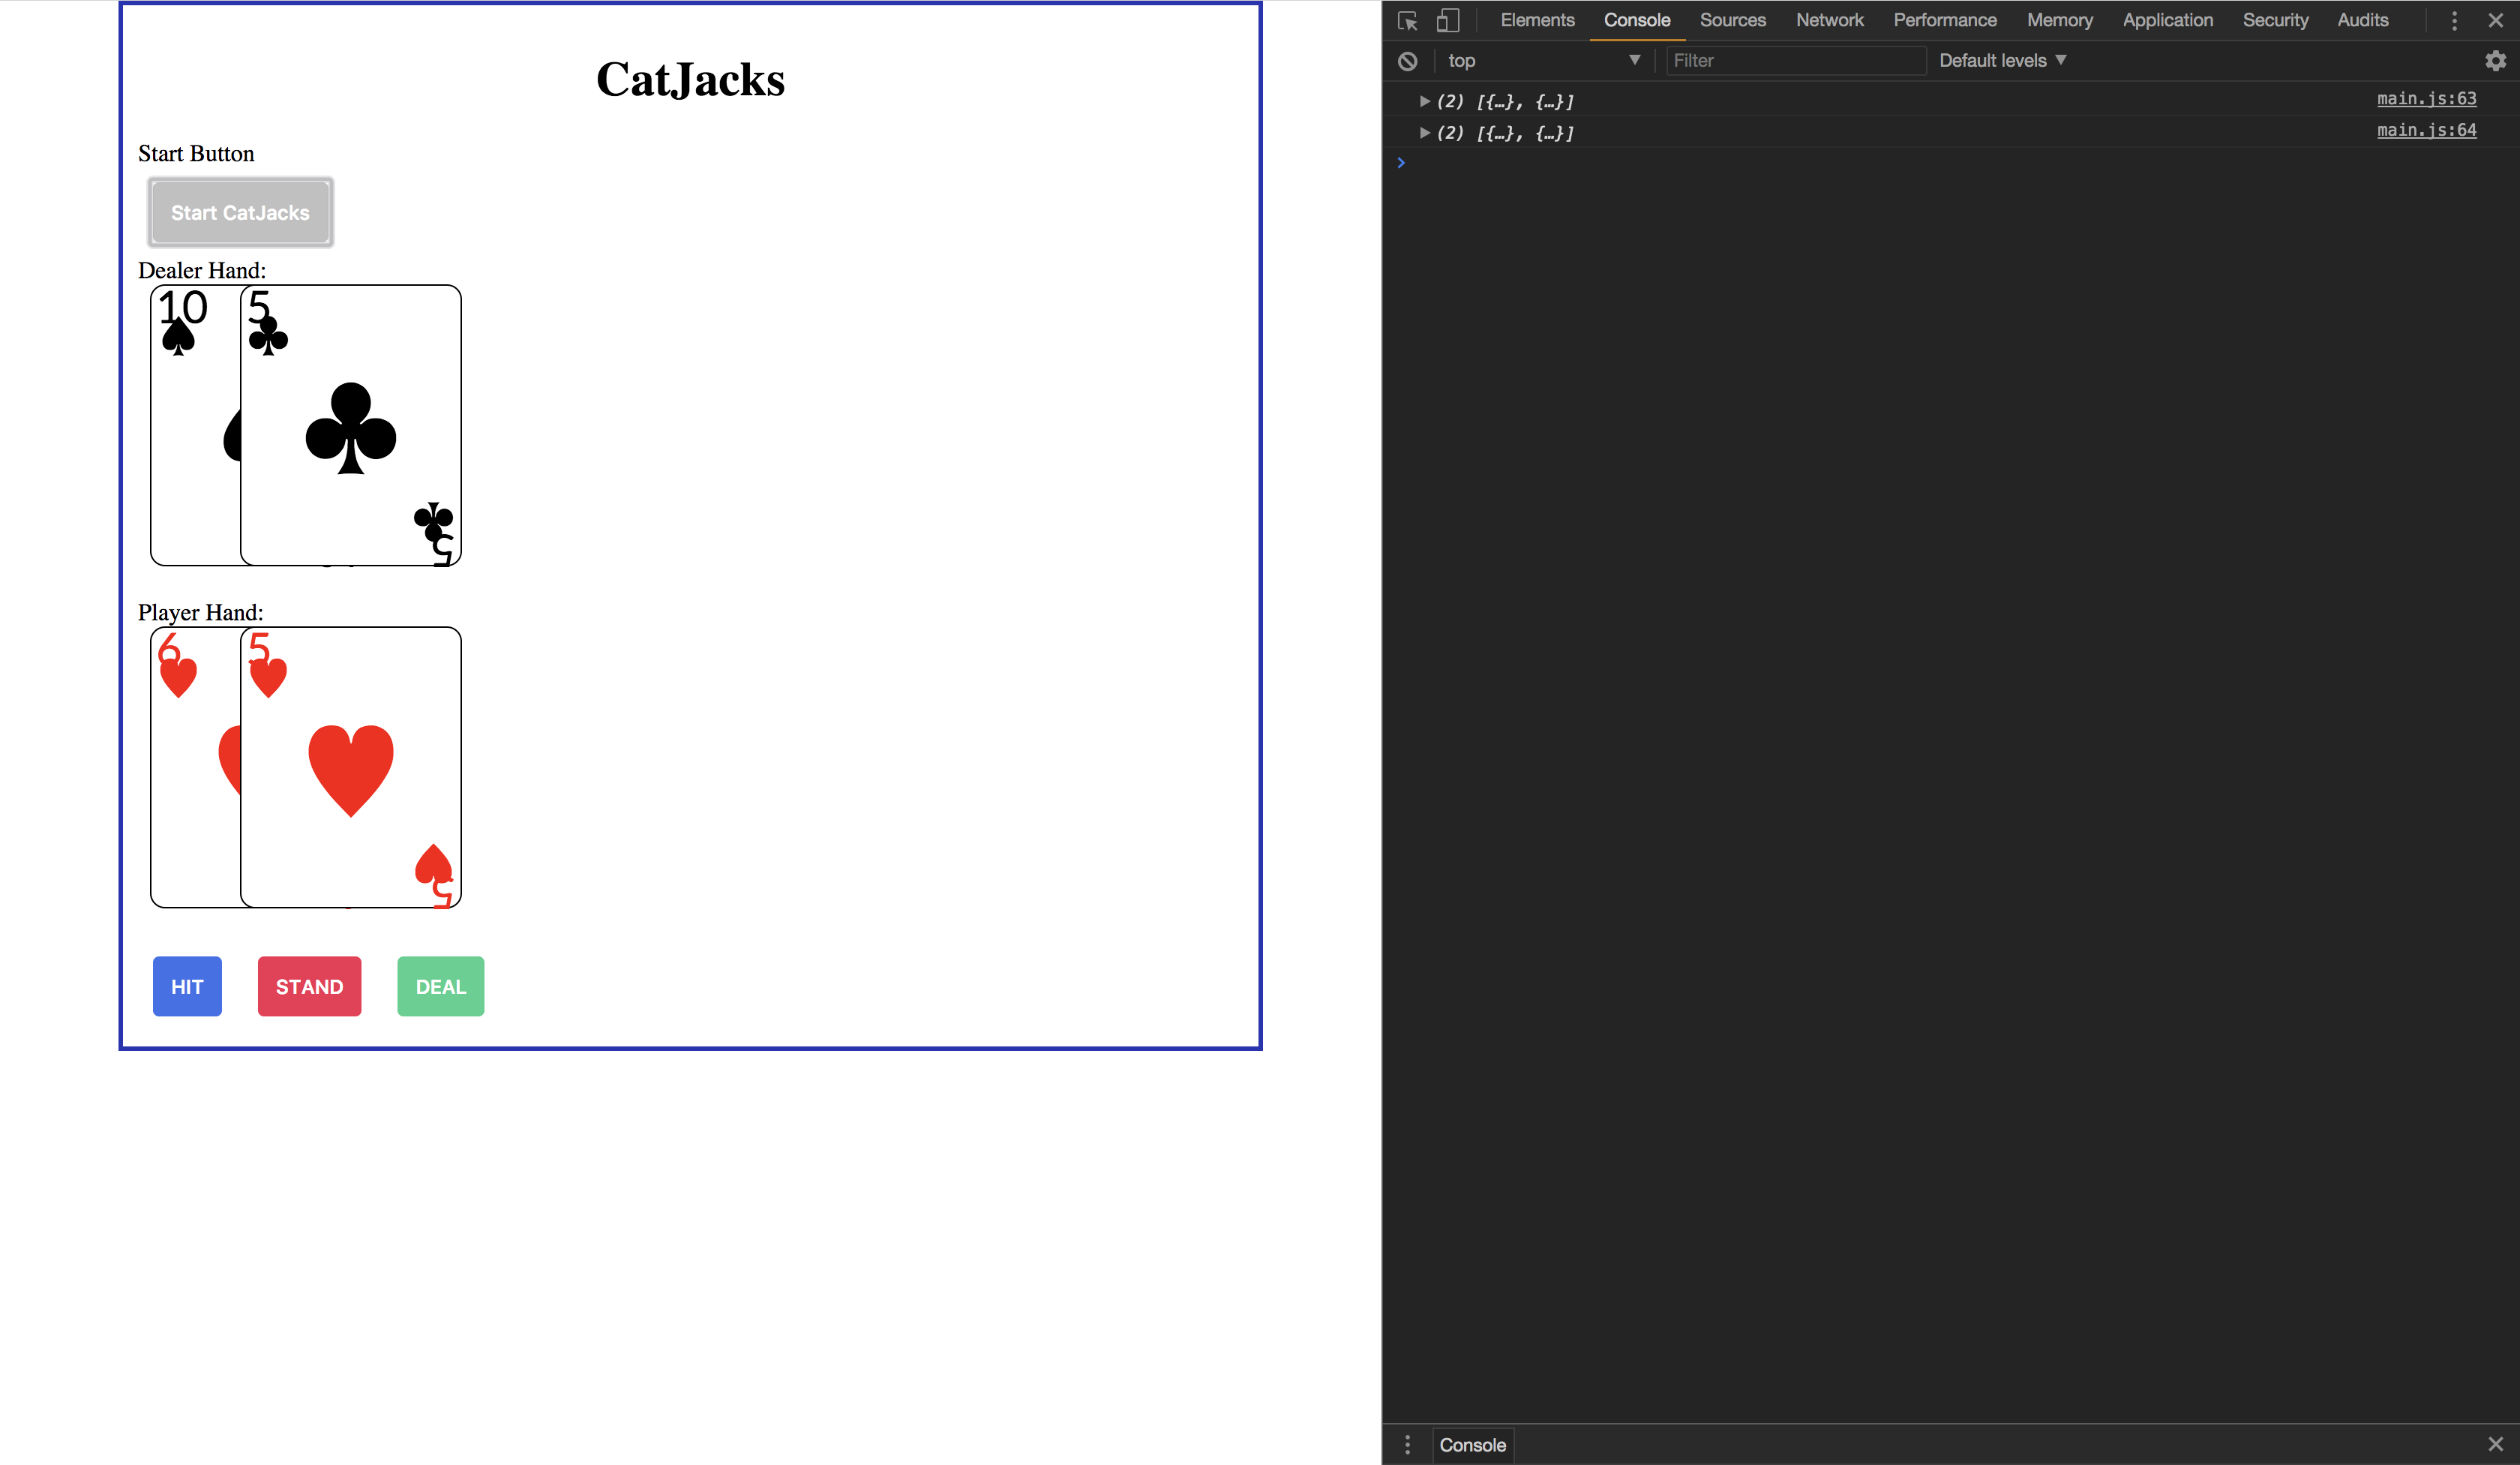 CatJacks
Start Button
Start CatJacks
Dealer Hand:
10 5
5
Player Hand:
6 5
5
HIT STAND DEAL
Elements Console Sources Network Performance Memory Application Security Audits
top Filter Default levels
(2) [{…}, {…}] main.js:63
(2) [{…}, {…}] main.js:64
Console